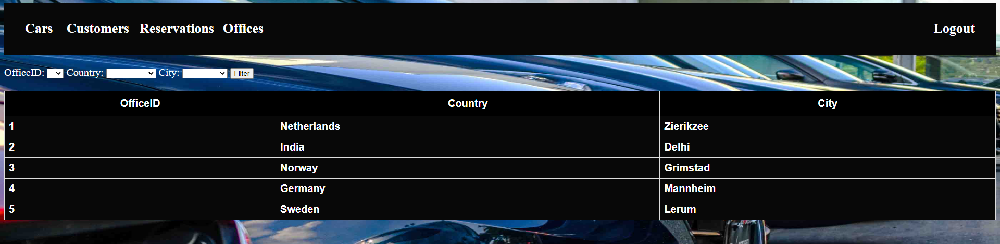 Cars Customers Reservations Offices Logout
OfficeID: Country: City: Filter
OfficeID Country City
1 Netherlands Zierikzee
2 India Delhi
3 Norway Grimstad
4 Germany Mannheim
5 Sweden Lerum